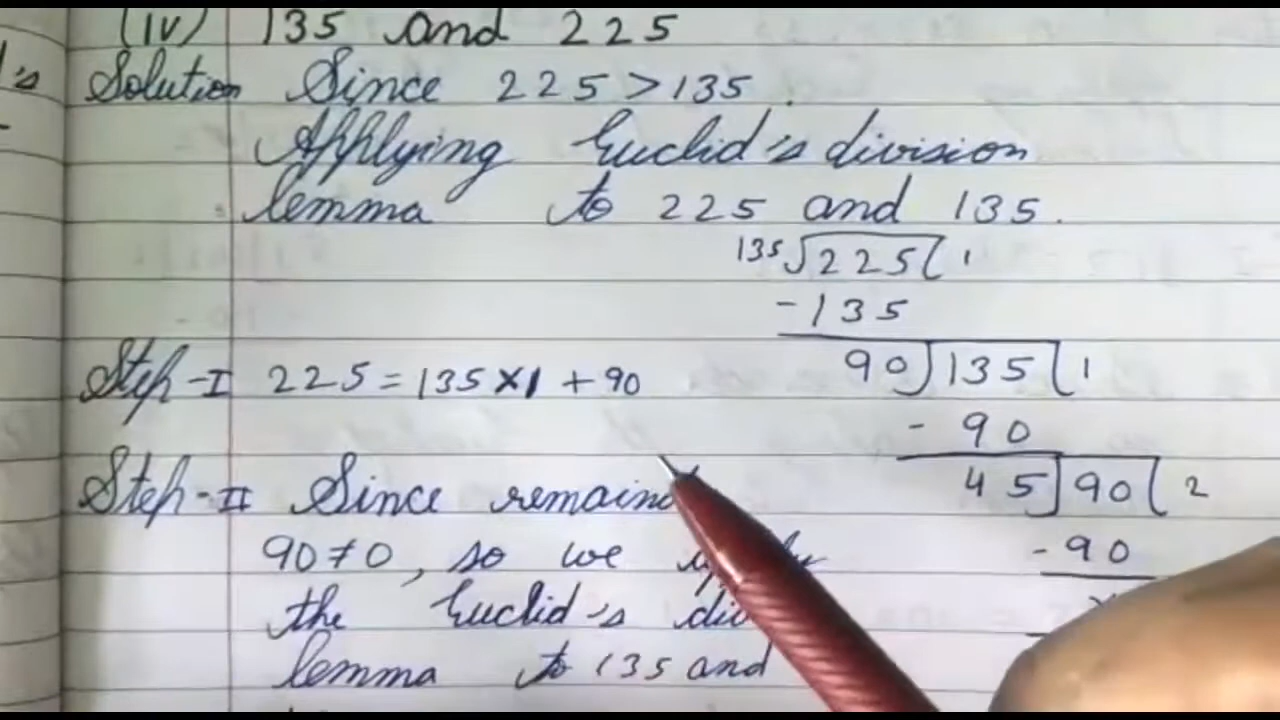 (iv) 135 and 225
's Solution Since 225 > 135.
Applying Euclid's division
lemma to 225 and 135.
135 225 1
- 135
Step-I 225 = 135 × 1 + 90
90 135 1
- 90
Step-II Since
45 90 2
90 ≠ 0, so we
- 90
the Euclid's
lemma to 135 and